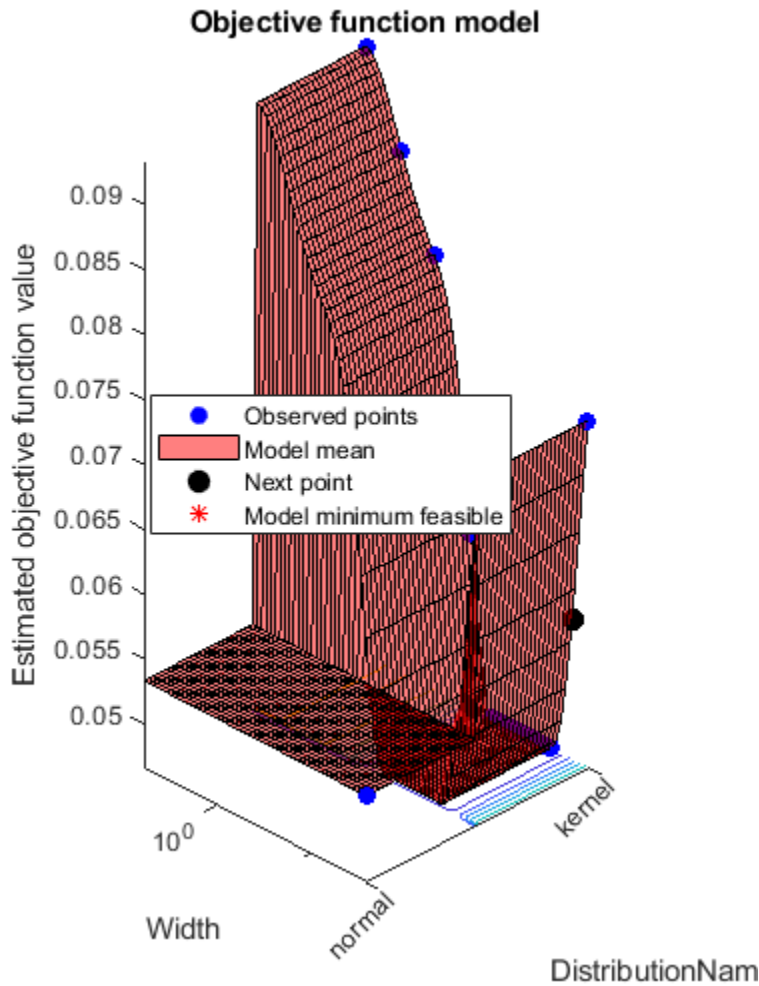 Objective function model
0.09
0.085
0.08
0.075
0.07
0.065
0.06
0.055
0.05
Estimated objective function value
Observed points
Model mean
Next point
Model minimum feasible
10^0
Width
normal
kernel
DistributionNam